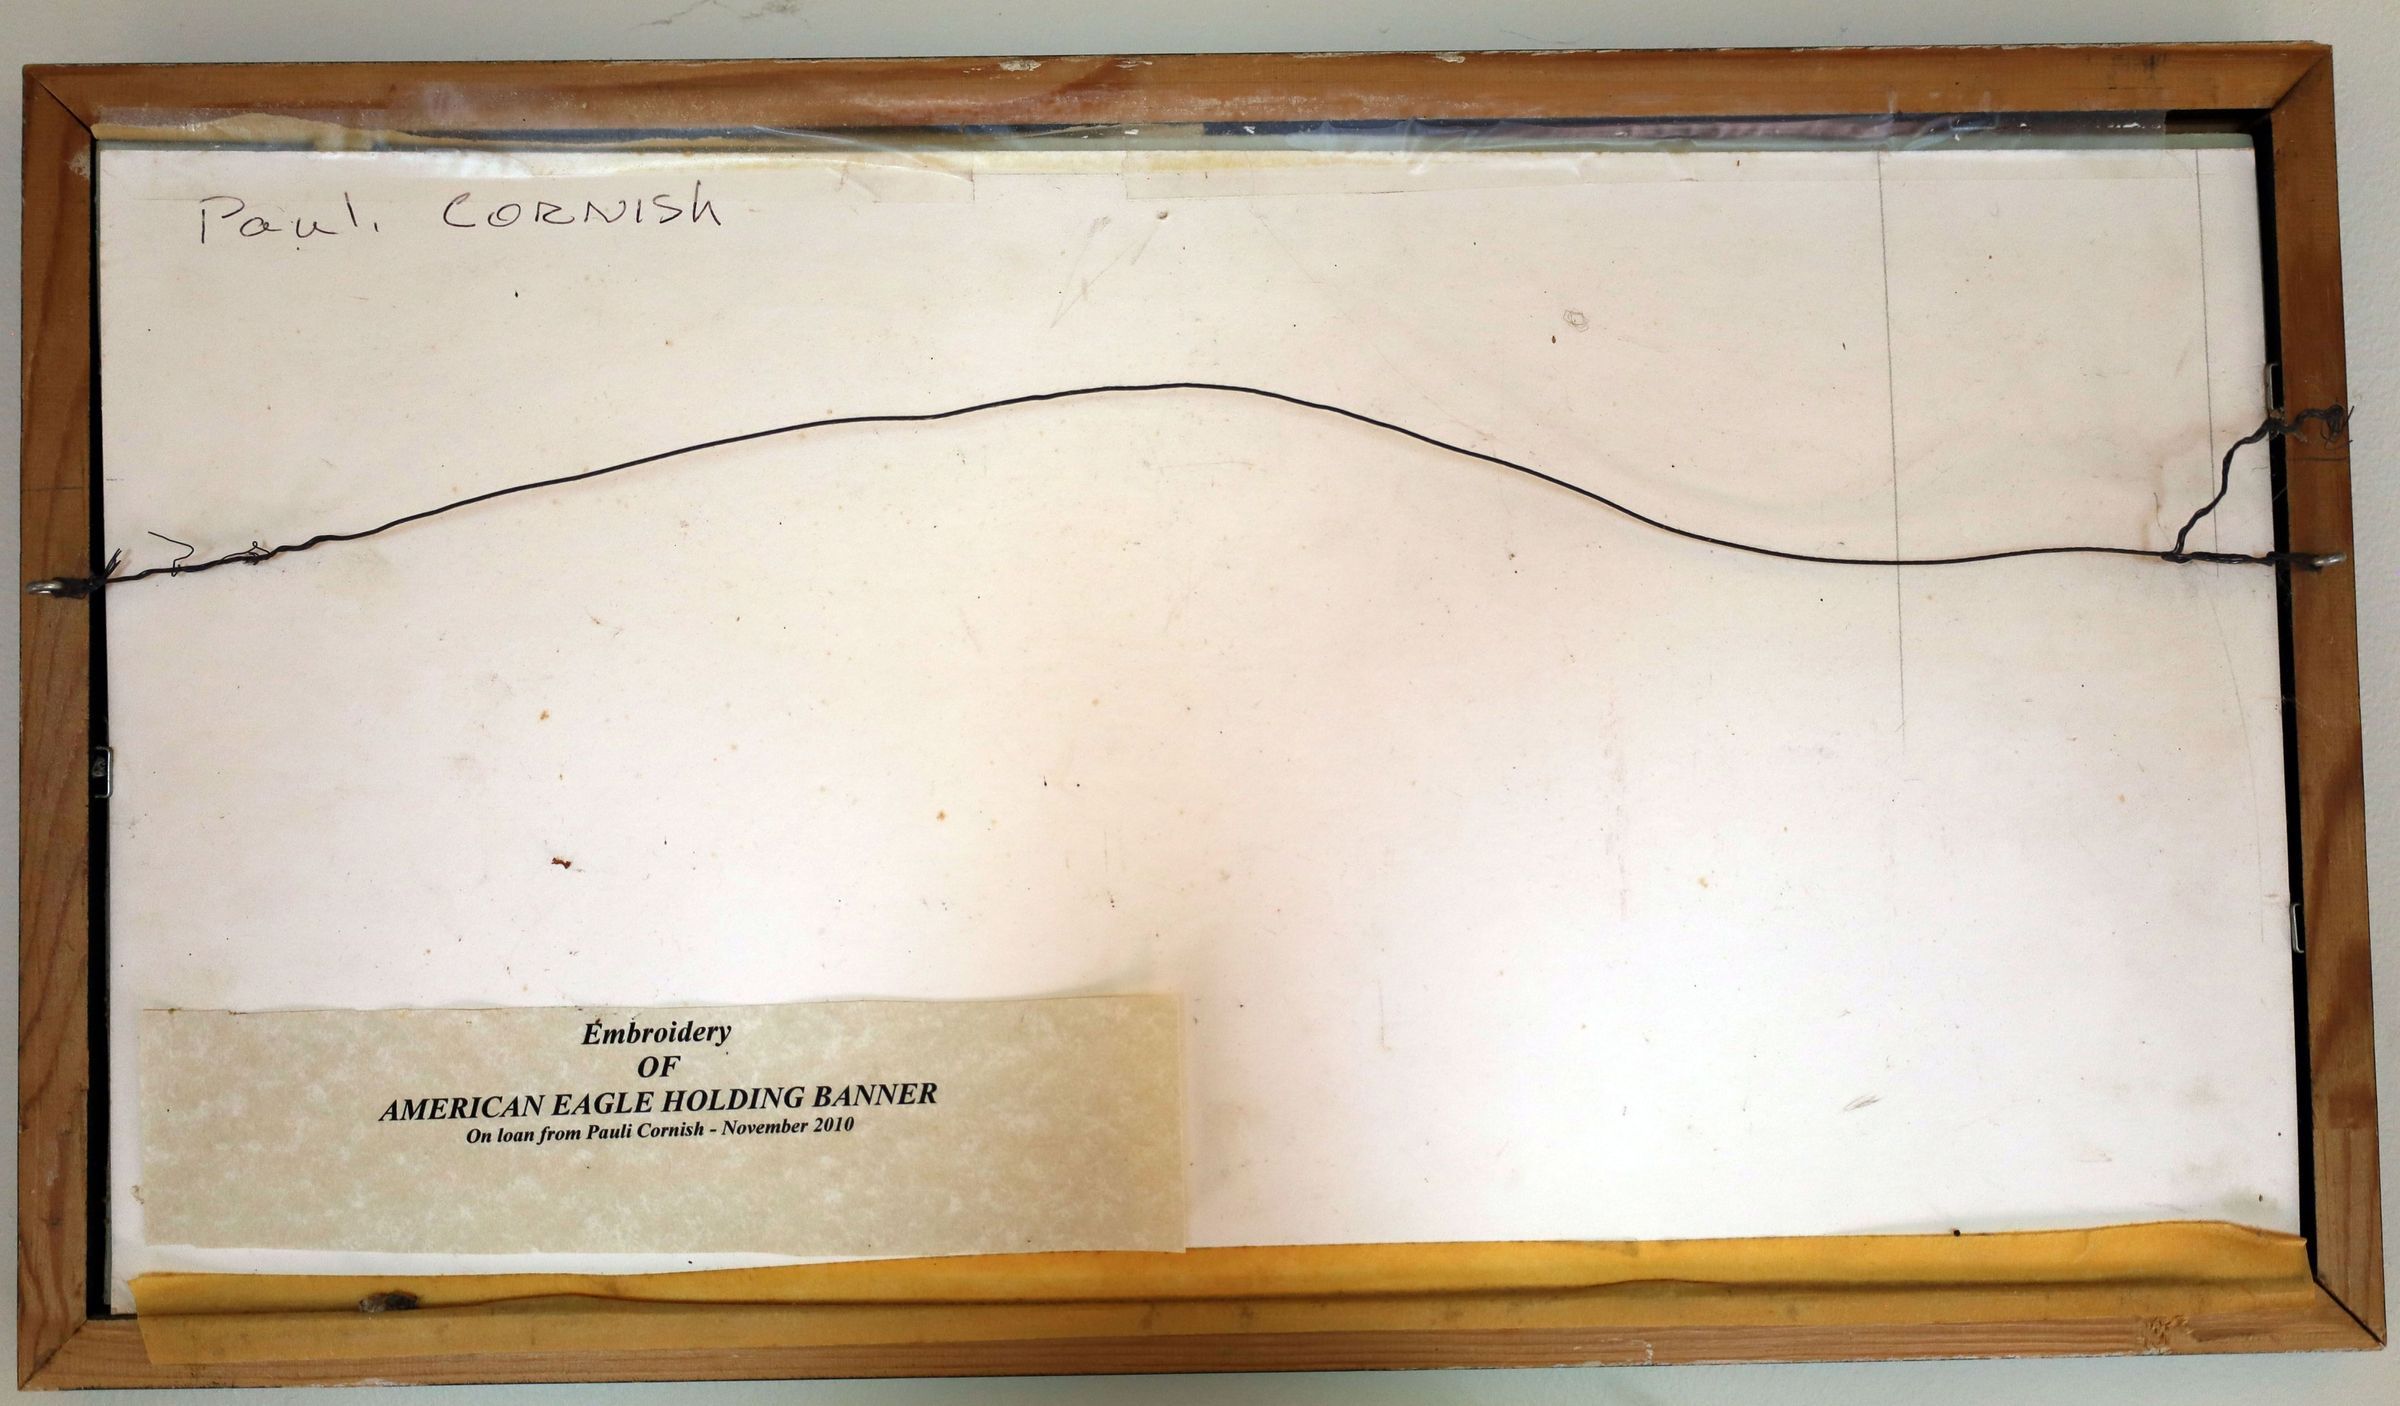 Pauli CORNISh
Embroidery
OF
AMERICAN EAGLE HOLDING BANNER
On loan from Pauli Cornish - November 2010